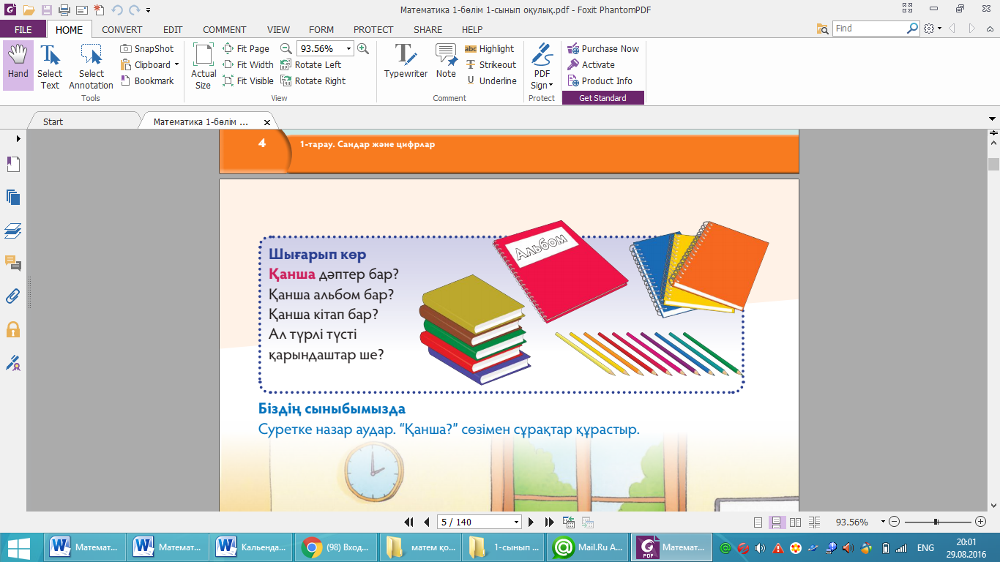 Математика 1-бөлім 1-сынып оқулық.pdf - Foxit PhantomPDF
FILE HOME CONVERT EDIT COMMENT VIEW FORM PROTECT SHARE HELP
Find
Hand
Select Text
Select Annotation
SnapShot
Clipboard
Bookmark
Tools
Actual Size
Fit Page
Fit Width
Fit Visible
93.56%
Rotate Left
Rotate Right
View
Typewriter
Note
abc Highlight
Strikeout
Underline
Comment
PDF Sign
Protect
Purchase Now
Activate
Product Info
Get Standard
Start
Математика 1-бөлім ...
4 1-тарау. Сандар және цифрлар
Шығарып көр
Қанша дәптер бар?
Қанша альбом бар?
Қанша кітап бар?
Ал түрлі түсті
қарындаштар ше?
Альбом
Біздің сыныбымызда
Суретке назар аудар. “Қанша?” сөзімен сұрақтар құрастыр.
5 / 140
93.56%
Математ...
Математ...
Кальенда...
(98) Вход...
матем қо...
1-сынып ...
Mail.Ru А...
PDF Математ...
ENG
20:01
29.08.2016